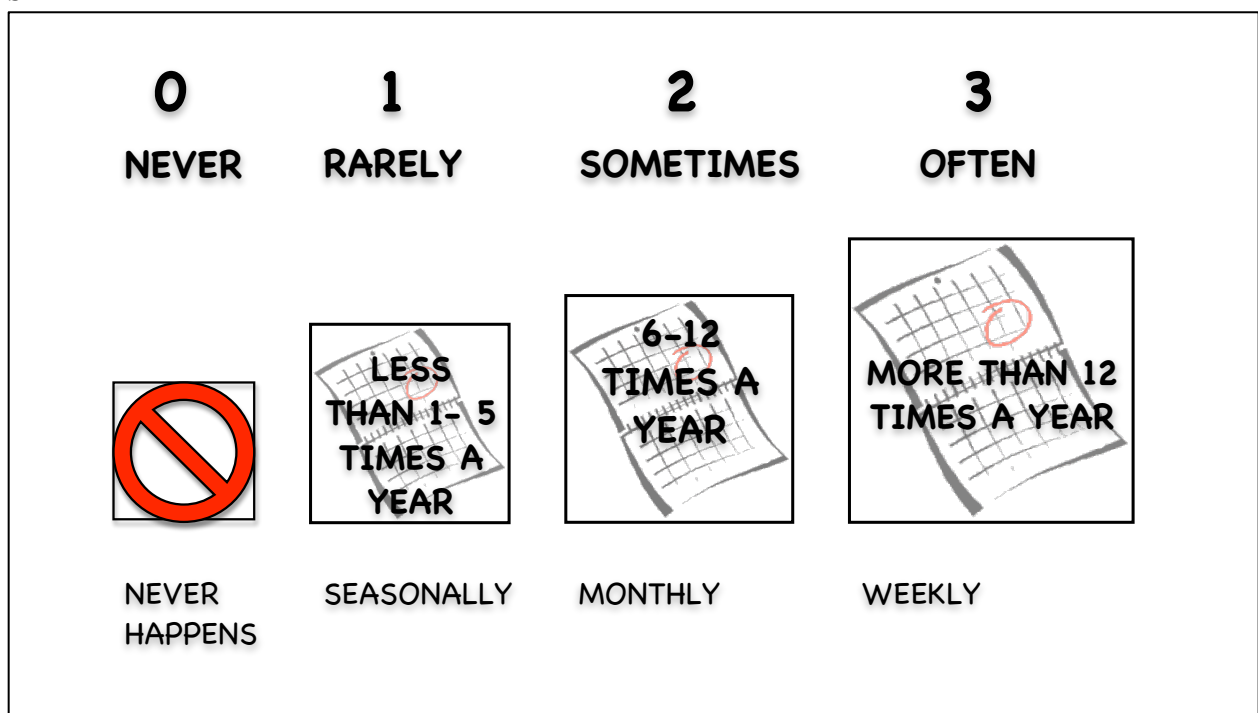 0 1 2 3
NEVER RARELY SOMETIMES OFTEN
LESS
THAN 1- 5
TIMES A
YEAR
6-12
TIMES A
YEAR
MORE THAN 12
TIMES A YEAR
NEVER
HAPPENS
SEASONALLY
MONTHLY
WEEKLY